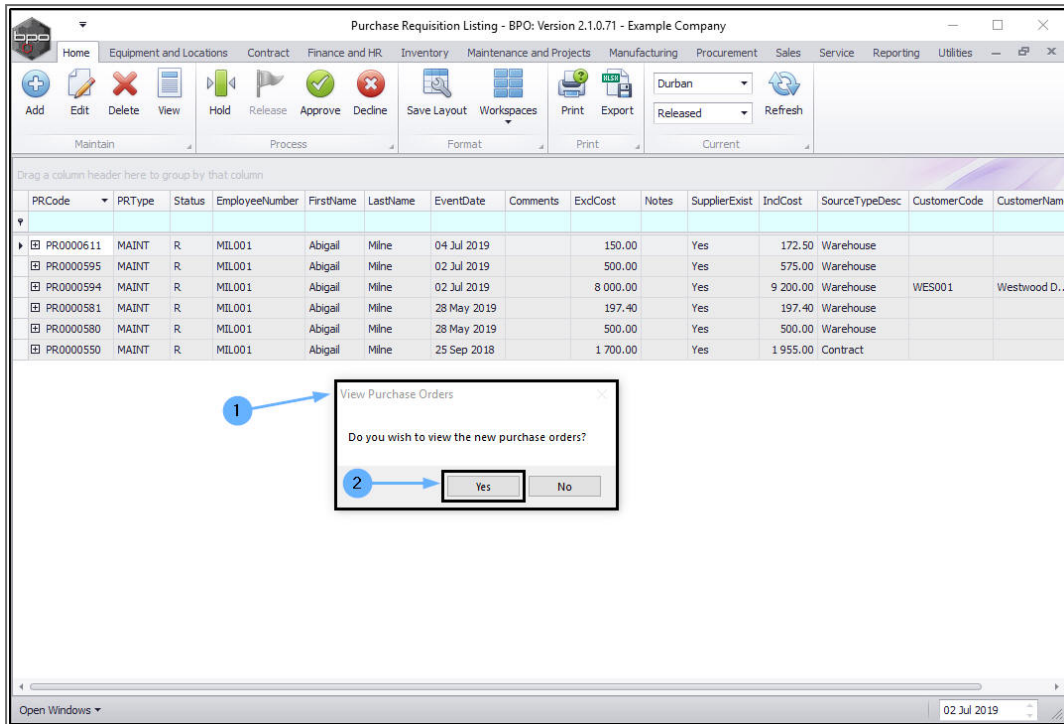 Purchase Requisition Listing - BPO: Version 2.1.0.71 - Example Company
bpo
Home Equipment and Locations Contract Finance and HR Inventory Maintenance and Projects Manufacturing Procurement Sales Service Reporting Utilities
Add Edit Delete View Hold Release Approve Decline Save Layout Workspaces Print Export Durban Refresh
Released
Maintain Process Format Print Current
Drag a column header here to group by that column
PRCode PRType Status EmployeeNumber FirstName LastName EventDate Comments ExclCost Notes SupplierExist InclCost SourceTypeDesc CustomerCode CustomerNam
PR0000611 MAINT R MIL001 Abigail Milne 04 Jul 2019 150.00 Yes 172.50 Warehouse
PR0000595 MAINT R MIL001 Abigail Milne 02 Jul 2019 500.00 Yes 575.00 Warehouse
PR0000594 MAINT R MIL001 Abigail Milne 02 Jul 2019 8 000.00 Yes 9 200.00 Warehouse WES001 Westwood D..
PR0000581 MAINT R MIL001 Abigail Milne 28 May 2019 197.40 Yes 197.40 Warehouse
PR0000580 MAINT R MIL001 Abigail Milne 28 May 2019 500.00 Yes 500.00 Warehouse
PR0000550 MAINT R MIL001 Abigail Milne 25 Sep 2018 1 700.00 Yes 1 955.00 Contract
View Purchase Orders
1
Do you wish to view the new purchase orders?
2
Yes No
Open Windows 02 Jul 2019